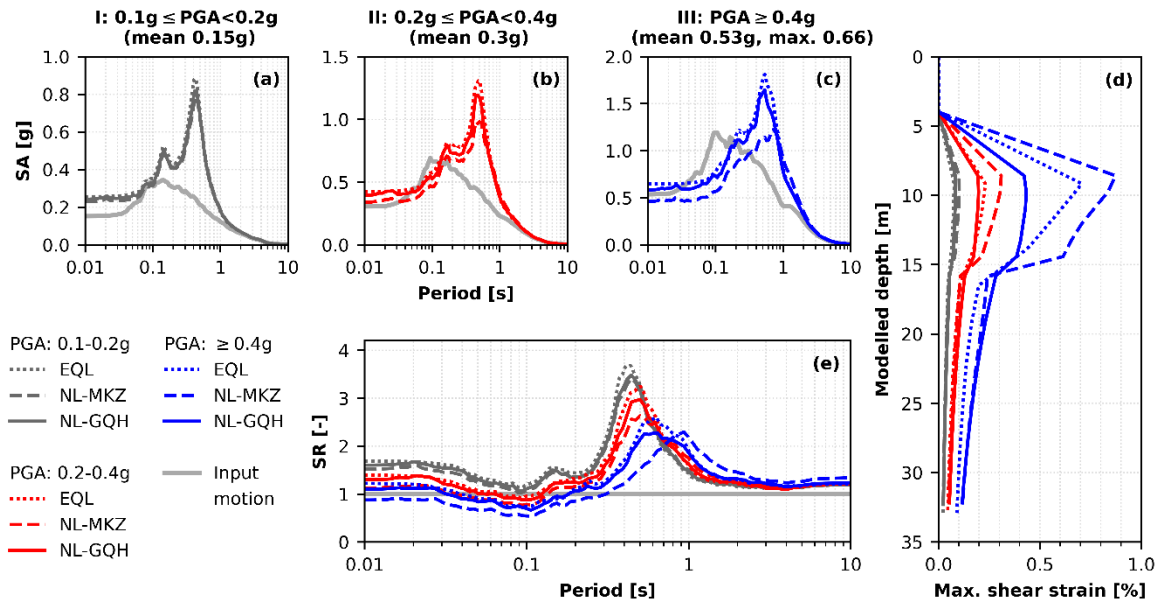 I: 0.1g ≤ PGA<0.2g
(mean 0.15g)
II: 0.2g ≤ PGA<0.4g
(mean 0.3g)
III: PGA ≥ 0.4g
(mean 0.53g, max. 0.66)
SA [g]
1.0
0.8
0.6
0.4
0.2
0.0
0.01
0.1
1
10
(a)
1.5
1.0
0.5
0.0
0.01
0.1
1
10
(b)
Period [s]
2.0
1.5
1.0
0.5
0.0
0.01
0.1
1
10
(c)
Modelled depth [m]
0
5
10
15
20
25
30
35
0.0
0.5
1.0
Max. shear strain [%]
(d)
PGA: 0.1-0.2g
EQL
NL-MKZ
NL-GQH
PGA: ≥ 0.4g
EQL
NL-MKZ
NL-GQH
PGA: 0.2-0.4g
EQL
NL-MKZ
NL-GQH
Input
motion
SR [-]
4
3
2
1
0
0.01
0.1
1
10
Period [s]
(e)